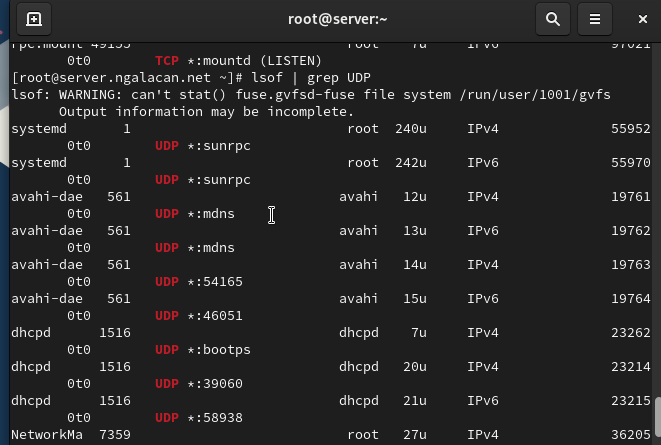 root@server:~
rpc.mount 49155 root 7u IPv6 97621
0t0 TCP *:mountd (LISTEN)
[root@server.ngalacan.net ~]# lsof | grep UDP
lsof: WARNING: can't stat() fuse.gvfsd-fuse file system /run/user/1001/gvfs
Output information may be incomplete.
systemd 1 root 240u IPv4 55952
0t0 UDP *:sunrpc
systemd 1 root 242u IPv6 55970
0t0 UDP *:sunrpc
avahi-dae 561 avahi 12u IPv4 19761
0t0 UDP *:mdns
avahi-dae 561 avahi 13u IPv6 19762
0t0 UDP *:mdns
avahi-dae 561 avahi 14u IPv4 19763
0t0 UDP *:54165
avahi-dae 561 avahi 15u IPv6 19764
0t0 UDP *:46051
dhcpd 1516 dhcpd 7u IPv4 23262
0t0 UDP *:bootps
dhcpd 1516 dhcpd 20u IPv4 23214
0t0 UDP *:39060
dhcpd 1516 dhcpd 21u IPv6 23215
0t0 UDP *:58938
NetworkMa 7359 root 27u IPv4 36205